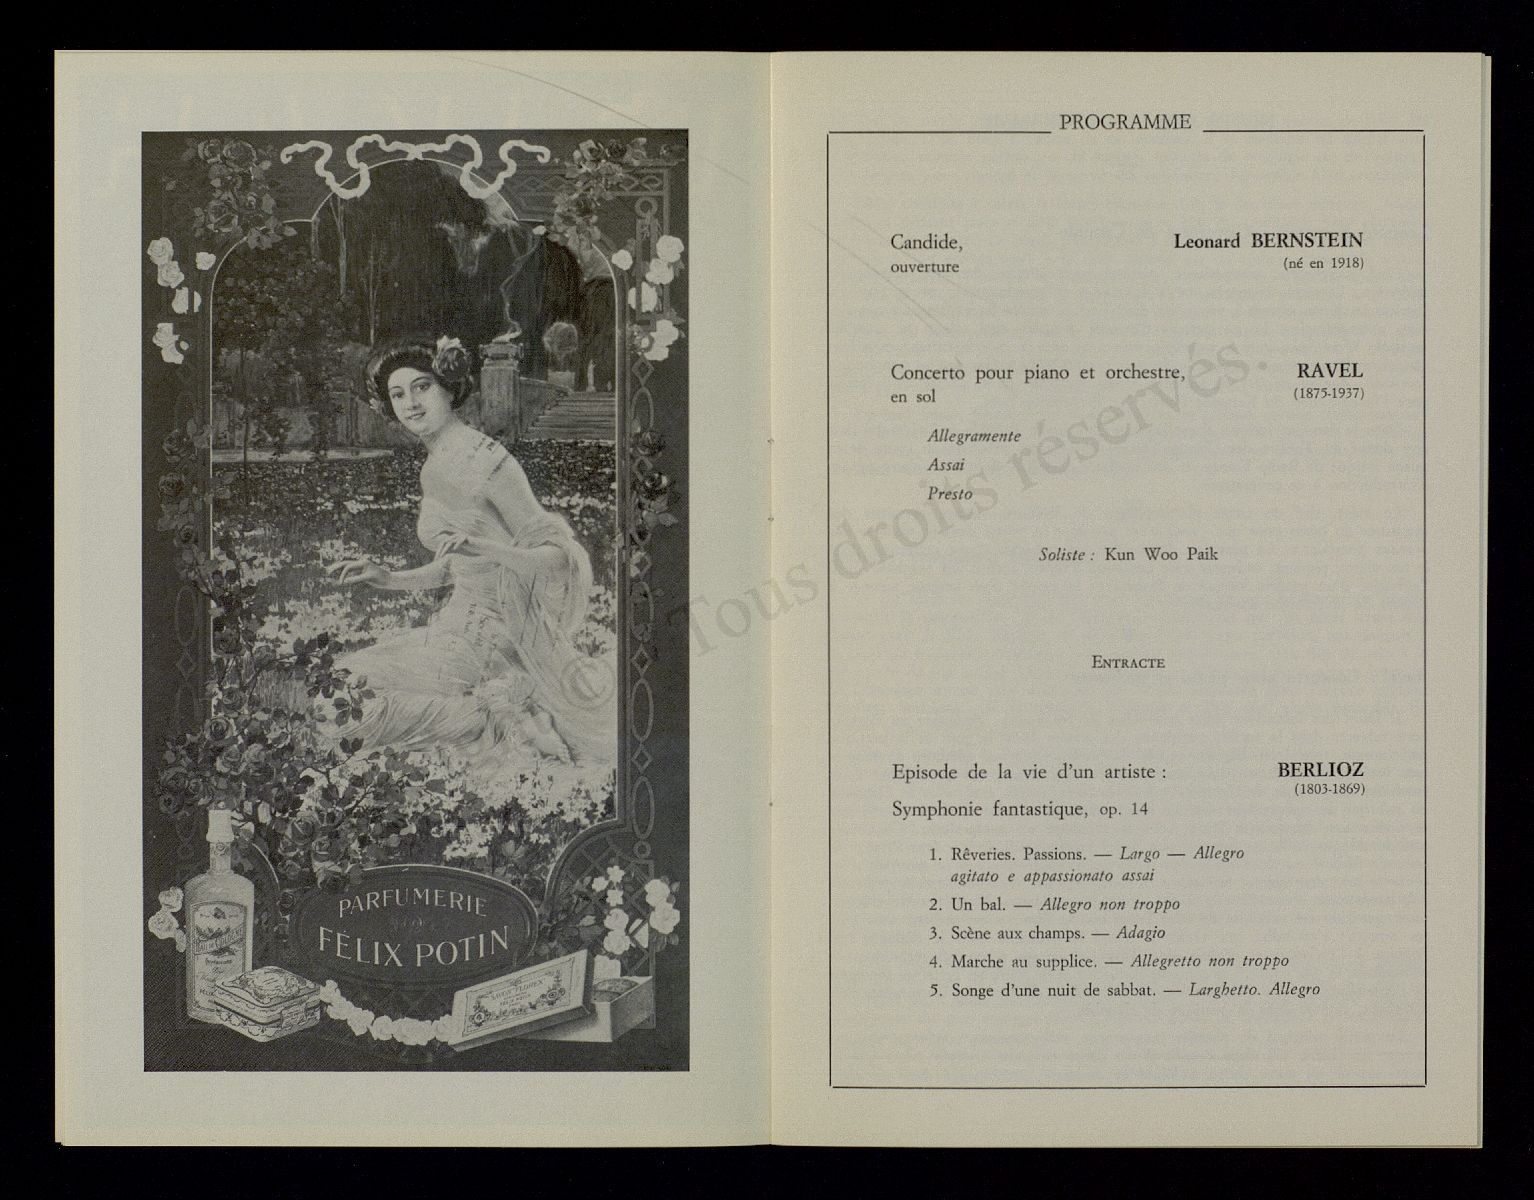 PARFUMERIE
FÉLIX POTIN
SAVON "FLOREX"
PROGRAMME
Candide,
Leonard BERNSTEIN
ouverture
(né en 1918)
Concerto pour piano et orchestre,
RAVEL
en sol
(1875-1937)
Allegramente
Assai
Presto
Soliste : Kun Woo Paik
ENTRACTE
Episode de la vie d'un artiste :
BERLIOZ
(1803-1869)
Symphonie fantastique, op. 14
1. Rêveries. Passions. — Largo — Allegro
agitato e appassionato assai
2. Un bal. — Allegro non troppo
3. Scène aux champs. — Adagio
4. Marche au supplice. — Allegretto non troppo
5. Songe d'une nuit de sabbat. — Larghetto. Allegro
© Tous droits réservés.